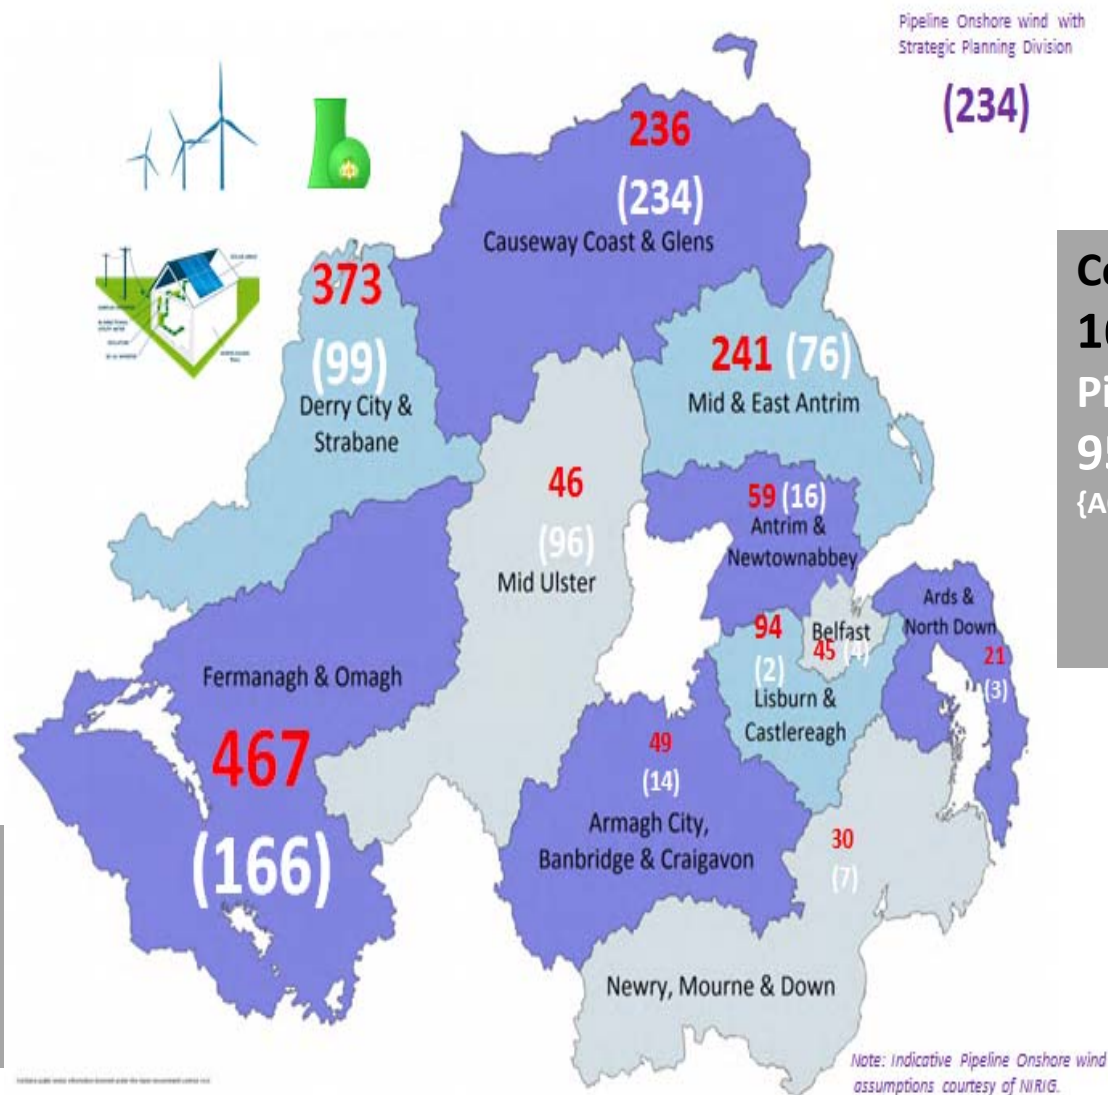 Pipeline Onshore wind with
Strategic Planning Division
(234)
236
(234)
Causeway Coast & Glens
373
(99)
Derry City &
Strabane
241 (76)
Mid & East Antrim
46
(96)
Mid Ulster
59 (16)
Antrim &
Newtownabbey
Ards &
North Down
21
(3)
94
(2)
Lisburn &
Castlereagh
Belfast
45 (4)
Fermanagh & Omagh
467
(166)
49
(14)
Armagh City,
Banbridge & Craigavon
30
(7)
Newry, Mourne & Down
Note: Indicative Pipeline Onshore wind
assumptions courtesy of NIRIG.